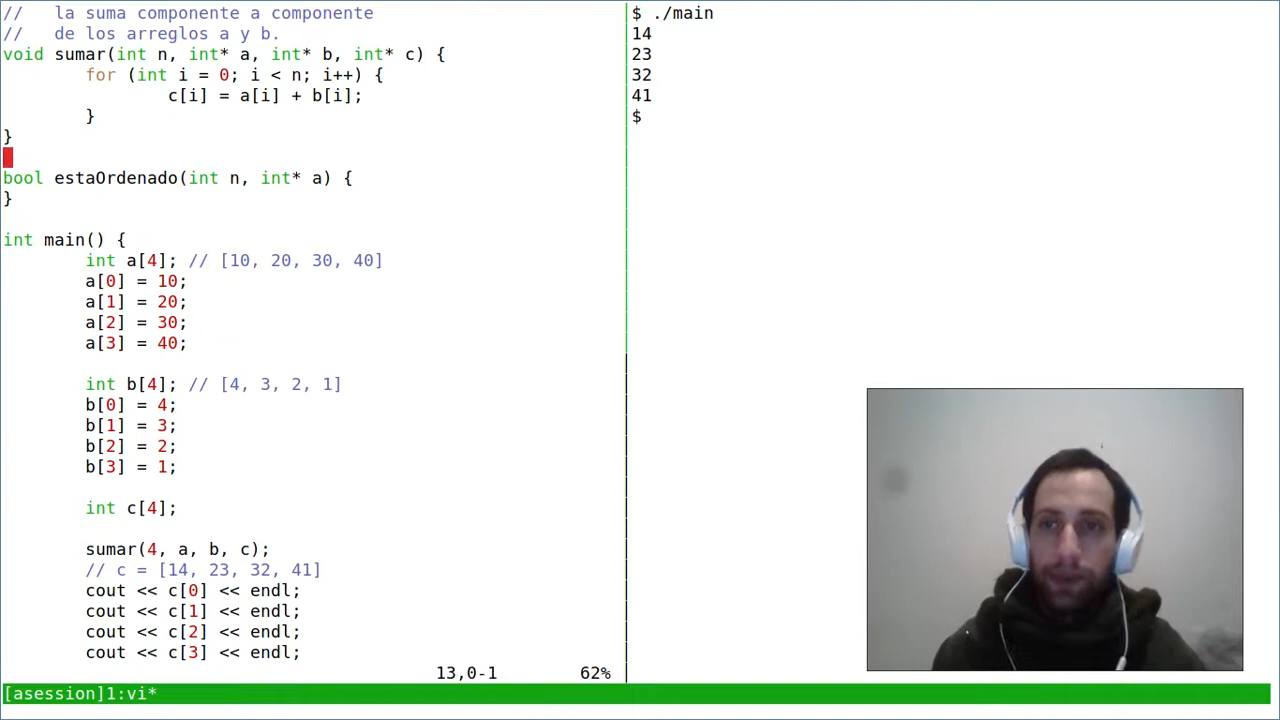 //   la suma componente a componente
//   de los arreglos a y b.
void sumar(int n, int* a, int* b, int* c) {
        for (int i = 0; i < n; i++) {
                c[i] = a[i] + b[i];
        }
}

bool estaOrdenado(int n, int* a) {
}

int main() {
        int a[4]; // [10, 20, 30, 40]
        a[0] = 10;
        a[1] = 20;
        a[2] = 30;
        a[3] = 40;

        int b[4]; // [4, 3, 2, 1]
        b[0] = 4;
        b[1] = 3;
        b[2] = 2;
        b[3] = 1;

        int c[4];

        sumar(4, a, b, c);
        // c = [14, 23, 32, 41]
        cout << c[0] << endl;
        cout << c[1] << endl;
        cout << c[2] << endl;
        cout << c[3] << endl;
13,0-1        62%
$ ./main
14
23
32
41
$
[asession]1:vi*